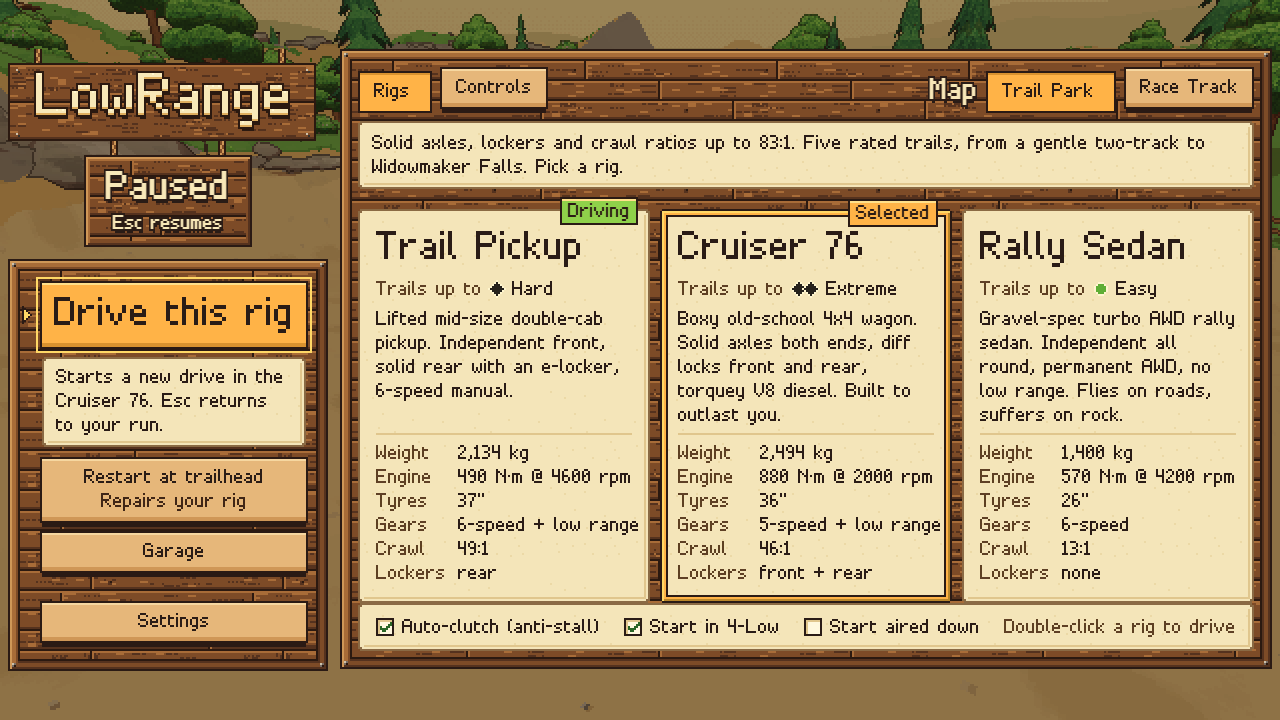 LowRange
Paused
Esc resumes
Drive this rig
Starts a new drive in the
Cruiser 76. Esc returns
to your run.
Restart at trailhead
Repairs your rig
Garage
Settings
Rigs
Controls
Map
Trail Park
Race Track
Solid axles, lockers and crawl ratios up to 83:1. Five rated trails, from a gentle two-track to
Widowmaker Falls. Pick a rig.
Driving
Trail Pickup
Trails up to ◆ Hard
Lifted mid-size double-cab
pickup. Independent front,
solid rear with an e-locker,
6-speed manual.
Weight 2,134 kg
Engine 490 N·m @ 4600 rpm
Tyres 37"
Gears 6-speed + low range
Crawl 49:1
Lockers rear
Selected
Cruiser 76
Trails up to ◆◆ Extreme
Boxy old-school 4x4 wagon.
Solid axles both ends, diff
locks front and rear,
torquey V8 diesel. Built to
outlast you.
Weight 2,494 kg
Engine 880 N·m @ 2000 rpm
Tyres 36"
Gears 5-speed + low range
Crawl 46:1
Lockers front + rear
Rally Sedan
Trails up to ● Easy
Gravel-spec turbo AWD rally
sedan. Independent all
round, permanent AWD, no
low range. Flies on roads,
suffers on rock.
Weight 1,400 kg
Engine 570 N·m @ 4200 rpm
Tyres 26"
Gears 6-speed
Crawl 13:1
Lockers none
Auto-clutch (anti-stall)
Start in 4-Low
Start aired down
Double-click a rig to drive